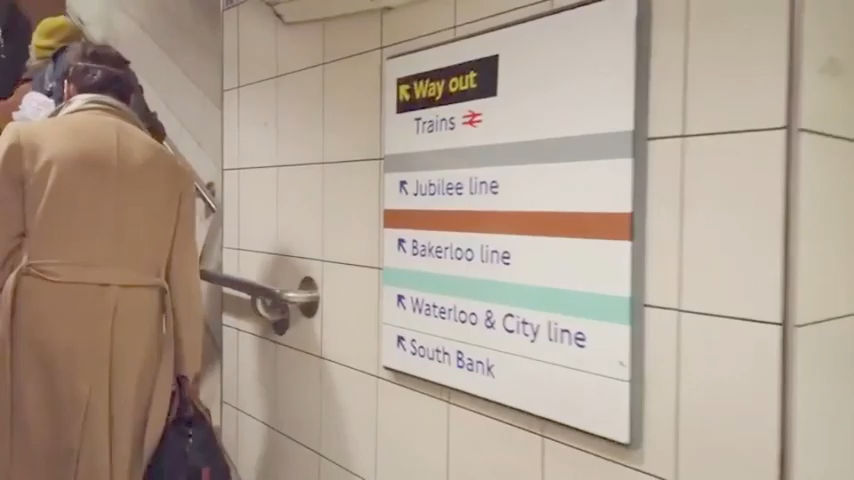 Way out
Trains
Jubilee line
Bakerloo line
Waterloo & City line
South Bank